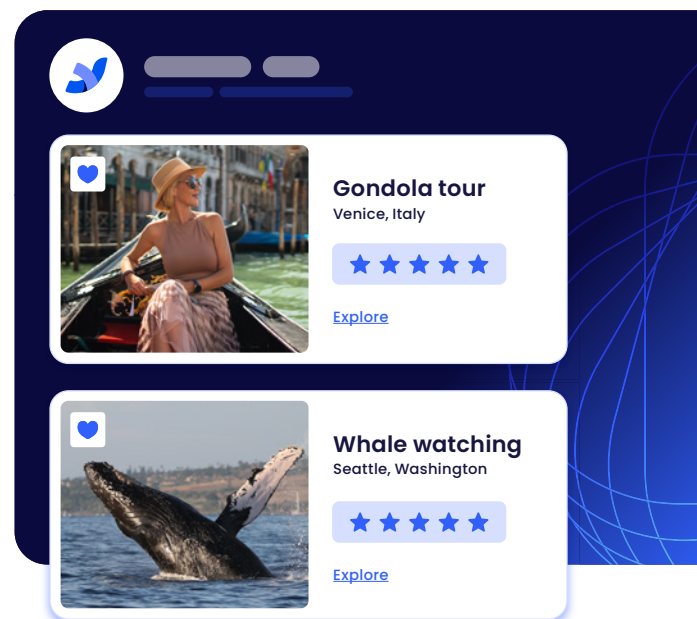 Gondola tour
Venice, Italy
Explore
Whale watching
Seattle, Washington
Explore